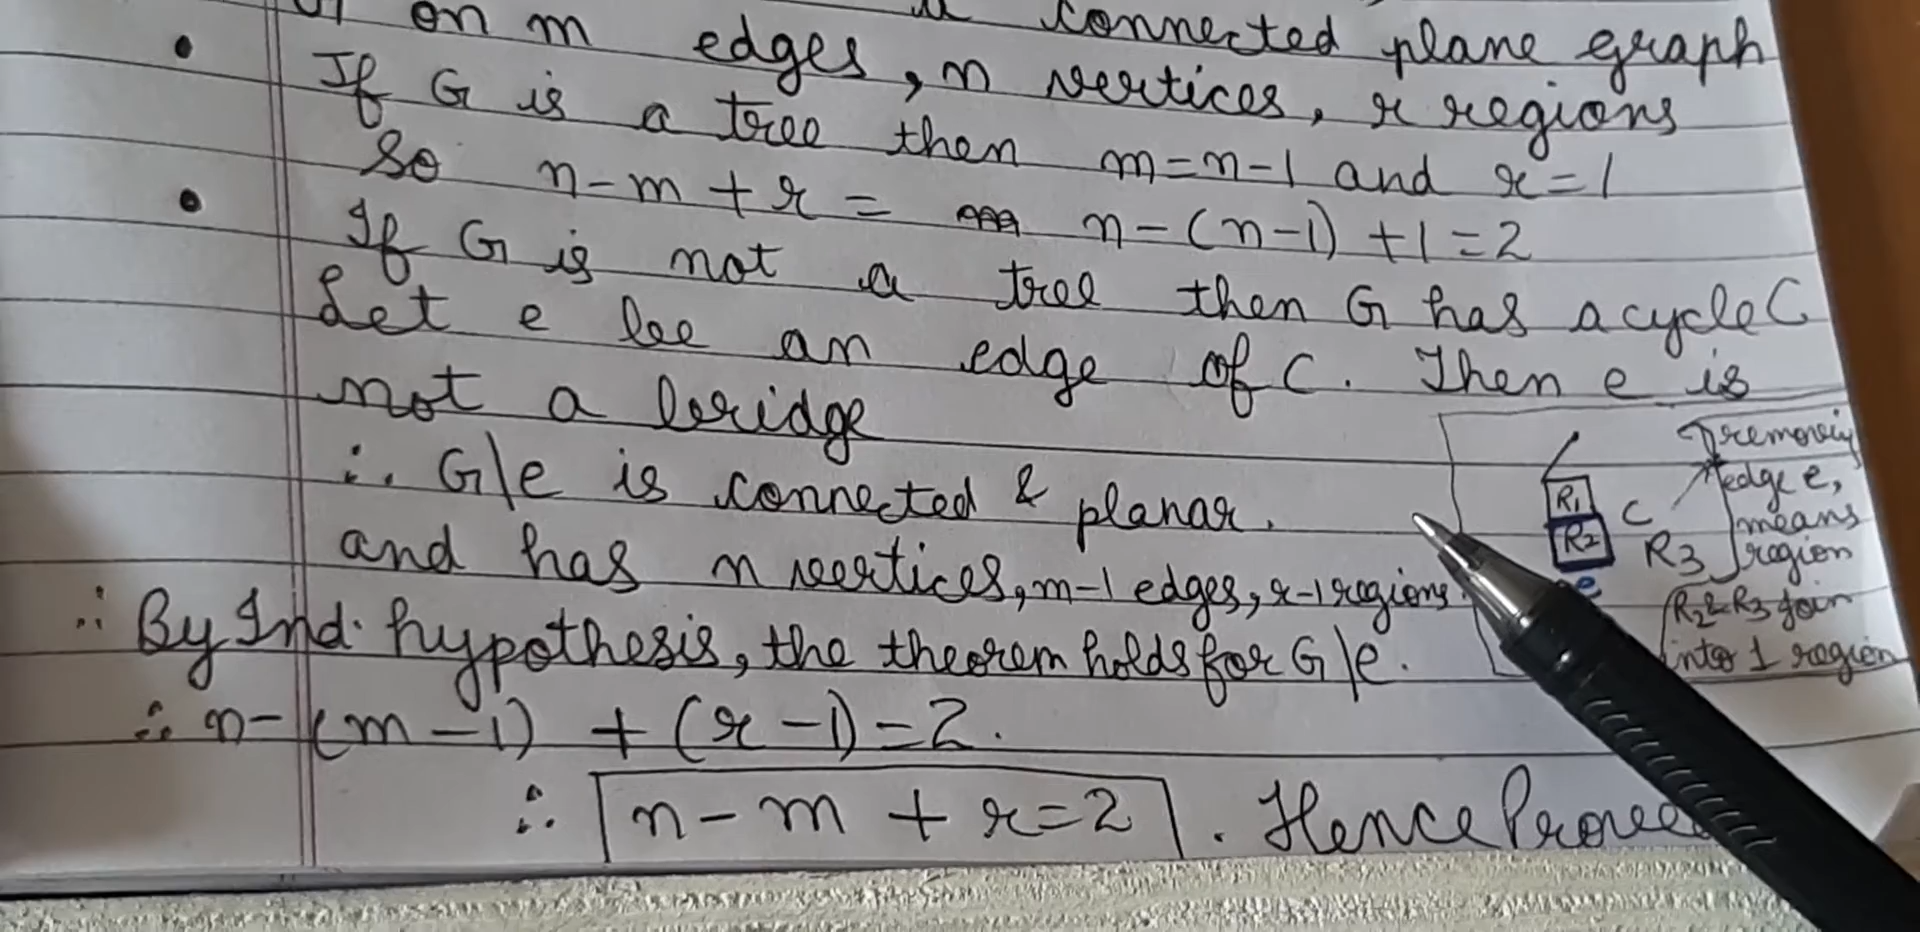 on m edges, n vertices, r regions
connected plane graph
If G is a tree then m=n-1 and r=1
So n-m+r= n-(n-1)+1=2
If G is not a tree then G has a cycle C
Let e be an edge of C. Then e is
not a bridge
∴ G\e is connected & planar.
and has n vertices, m-1 edges, r-1 regions
∴ By Ind. hypothesis, the theorem holds for G\e.
∴ n-(m-1) + (r-1)=2.
∴ n-m+r=2. Hence Proved
R1
R2
C
R3
e
removing
edge e,
means
region
R2&R3 join
into 1 region